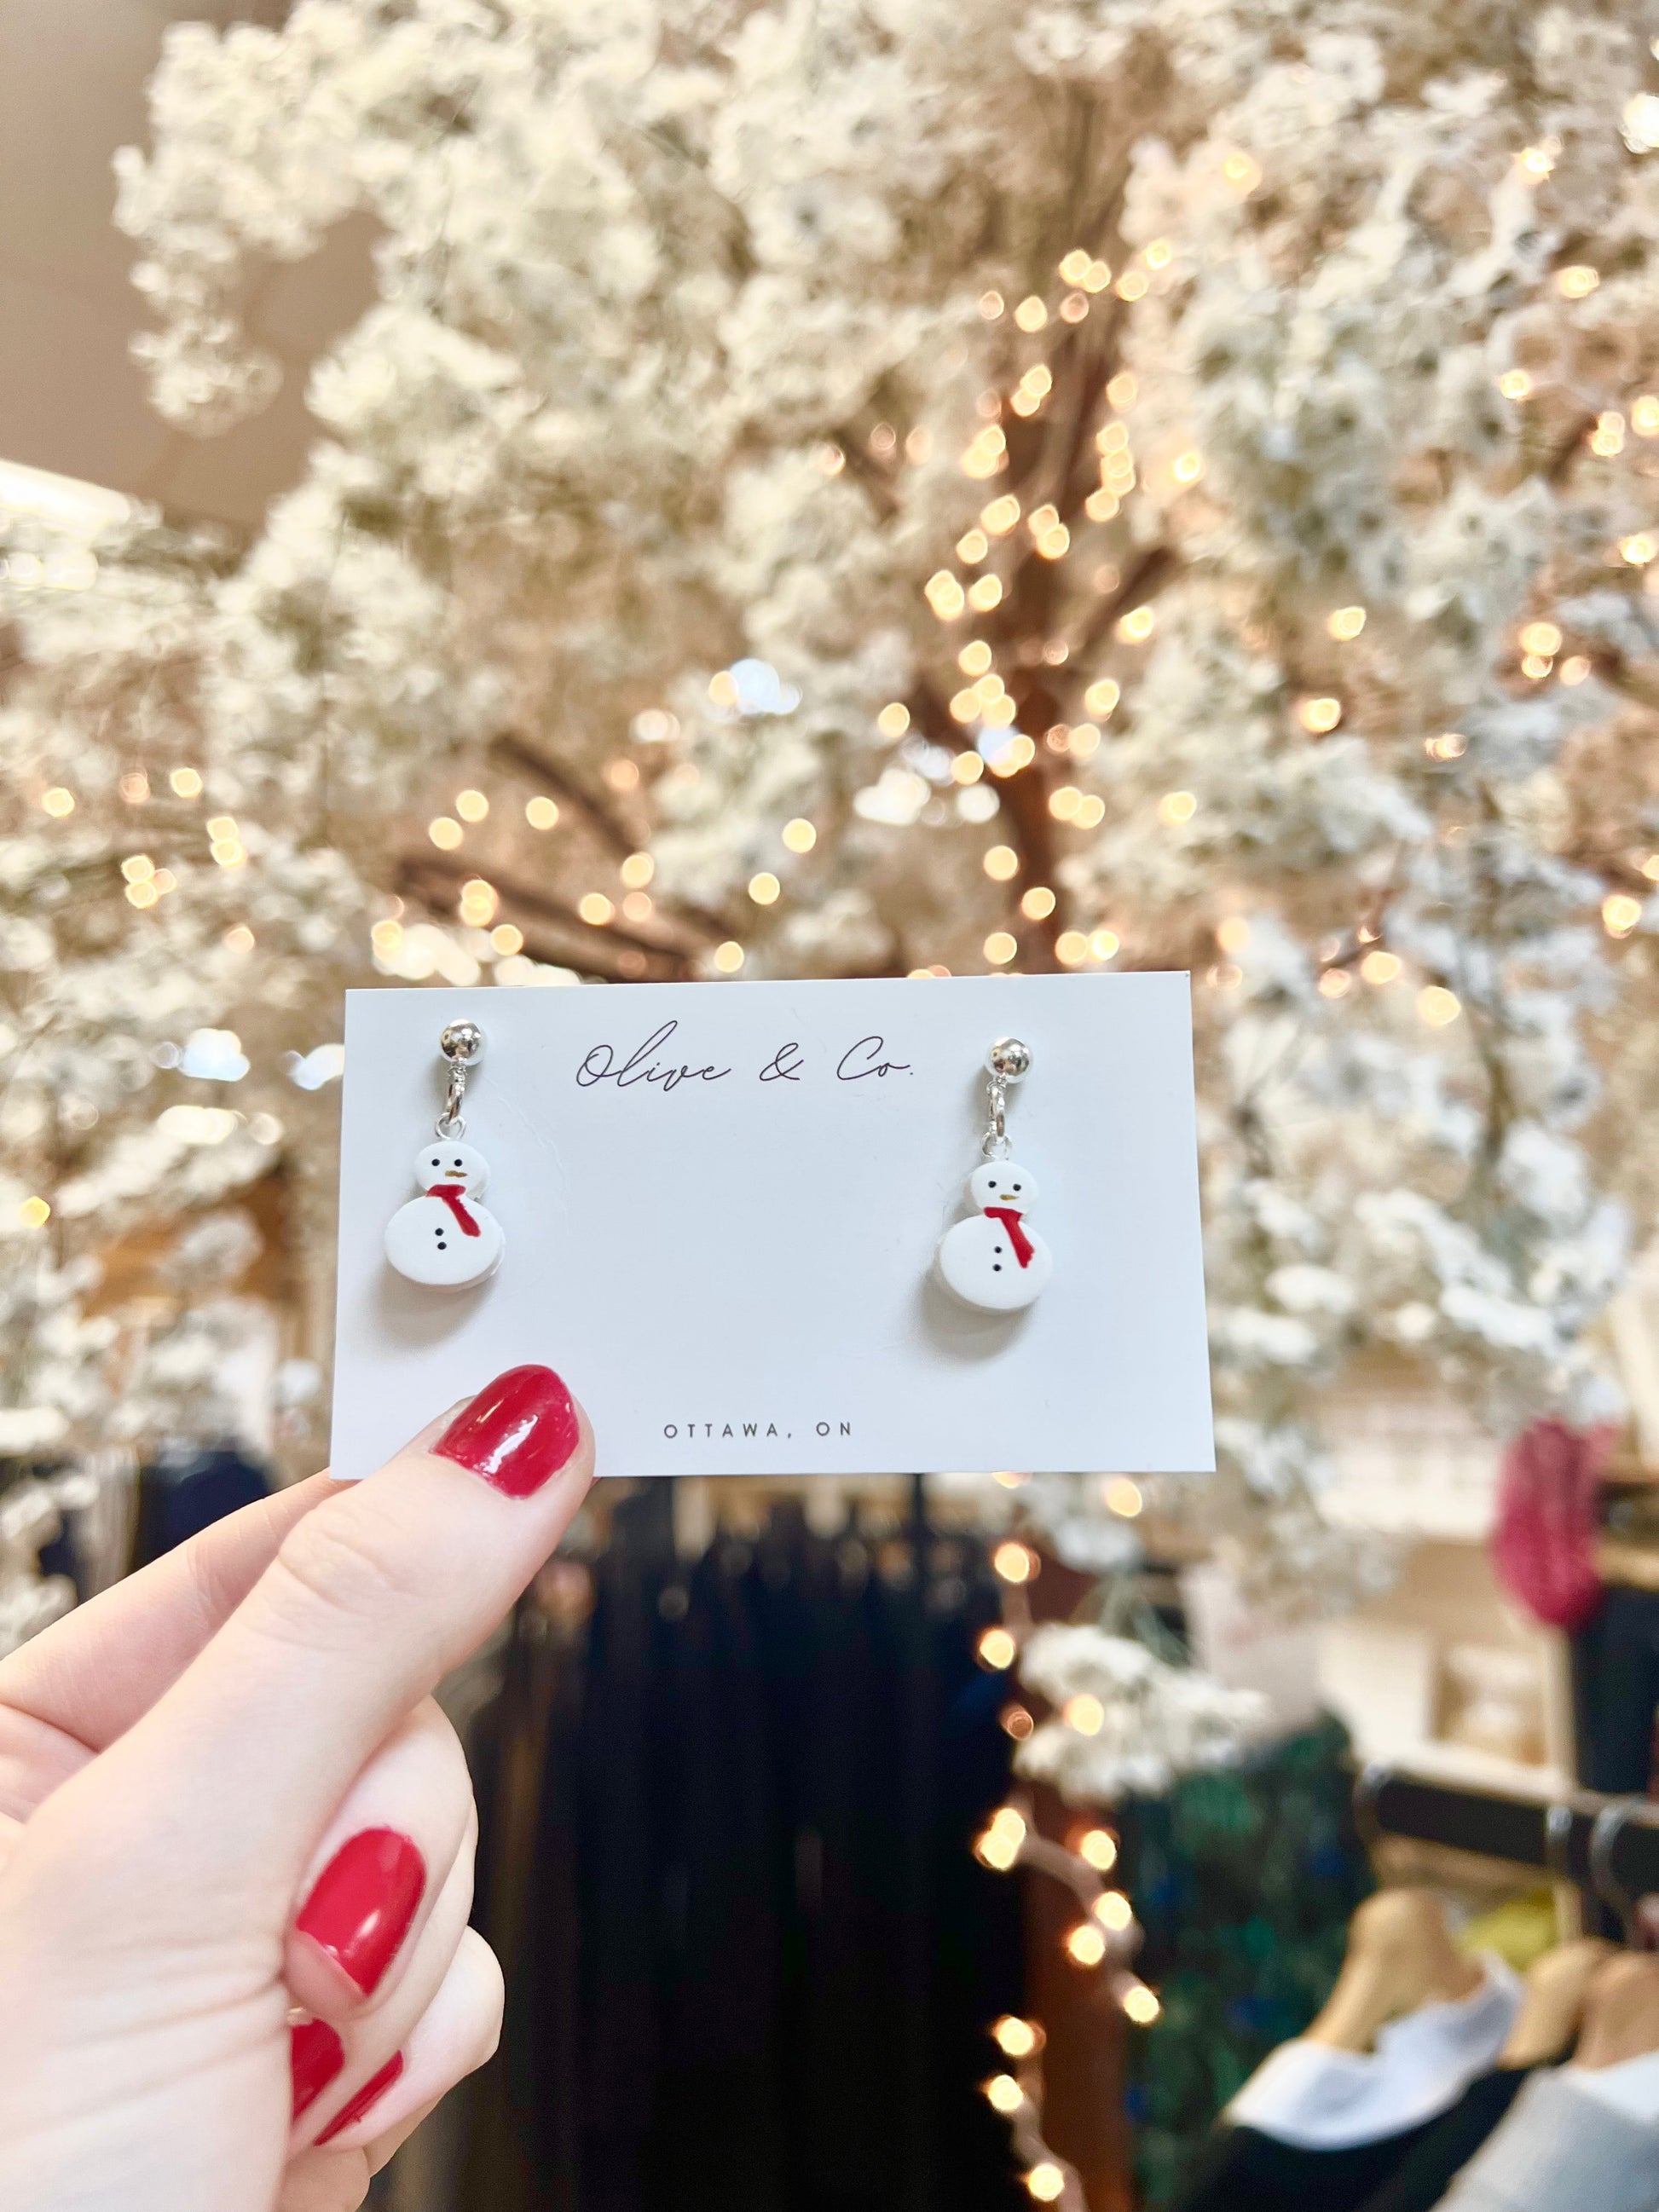 Olive & Co.
OTTAWA, ON